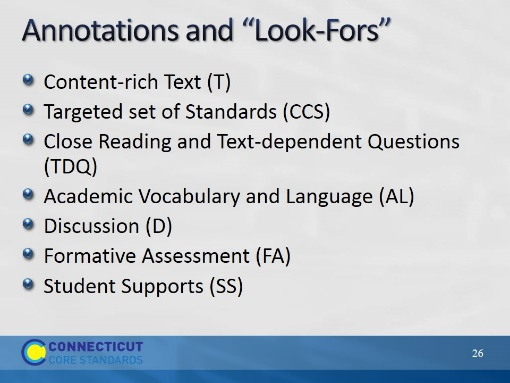 Annotations and “Look-Fors”
Content-rich Text (T)
Targeted set of Standards (CCS)
Close Reading and Text-dependent Questions
(TDQ)
Academic Vocabulary and Language (AL)
Discussion (D)
Formative Assessment (FA)
Student Supports (SS)
CONNECTICUT
CORE STANDARDS
26